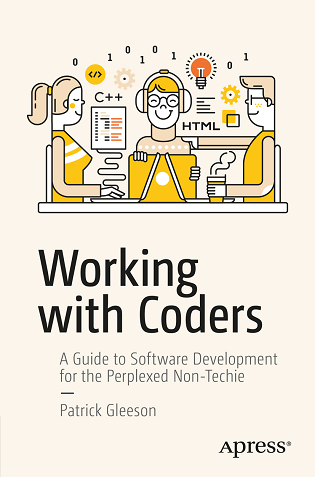 0 1 0 1 0 1 0 1
</>
C++
HTML
Working
with Coders
A Guide to Software Development
for the Perplexed Non-Techie
Patrick Gleeson
Apress®